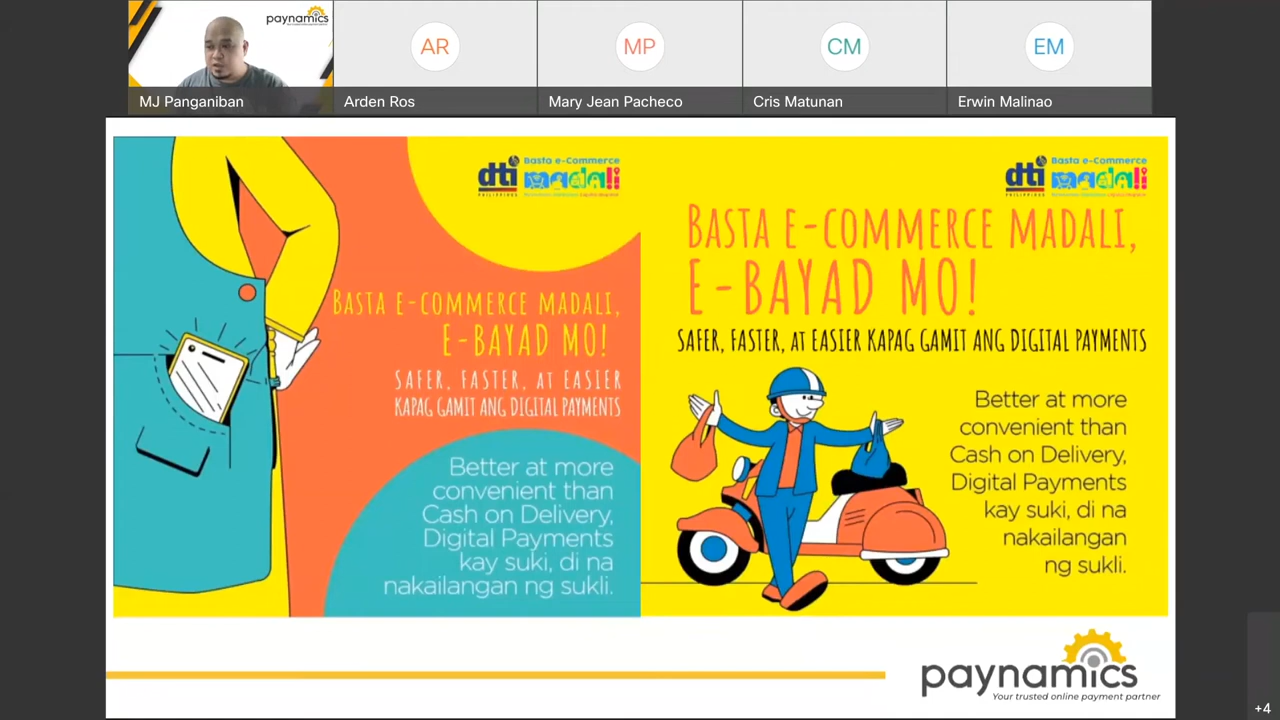 paynamics
AR
MP
CM
EM
MJ Panganiban
Arden Ros
Mary Jean Pacheco
Cris Matunan
Erwin Malinao
dti
PHILIPPINES
Basta e-Commerce
madali
BASTA E-COMMERCE MADALI,
E-BAYAD MO!
SAFER, FASTER, AT EASIER
KAPAG GAMIT ANG DIGITAL PAYMENTS
Better at more
convenient than
Cash on Delivery,
Digital Payments
kay suki, di na
nakailangan ng sukli.
dti
PHILIPPINES
Basta e-Commerce
madali
BASTA E-COMMERCE MADALI,
E-BAYAD MO!
SAFER, FASTER, AT EASIER KAPAG GAMIT ANG DIGITAL PAYMENTS
Better at more
convenient than
Cash on Delivery,
Digital Payments
kay suki, di na
nakailangan
ng sukli.
paynamics
Your trusted online payment partner
+4